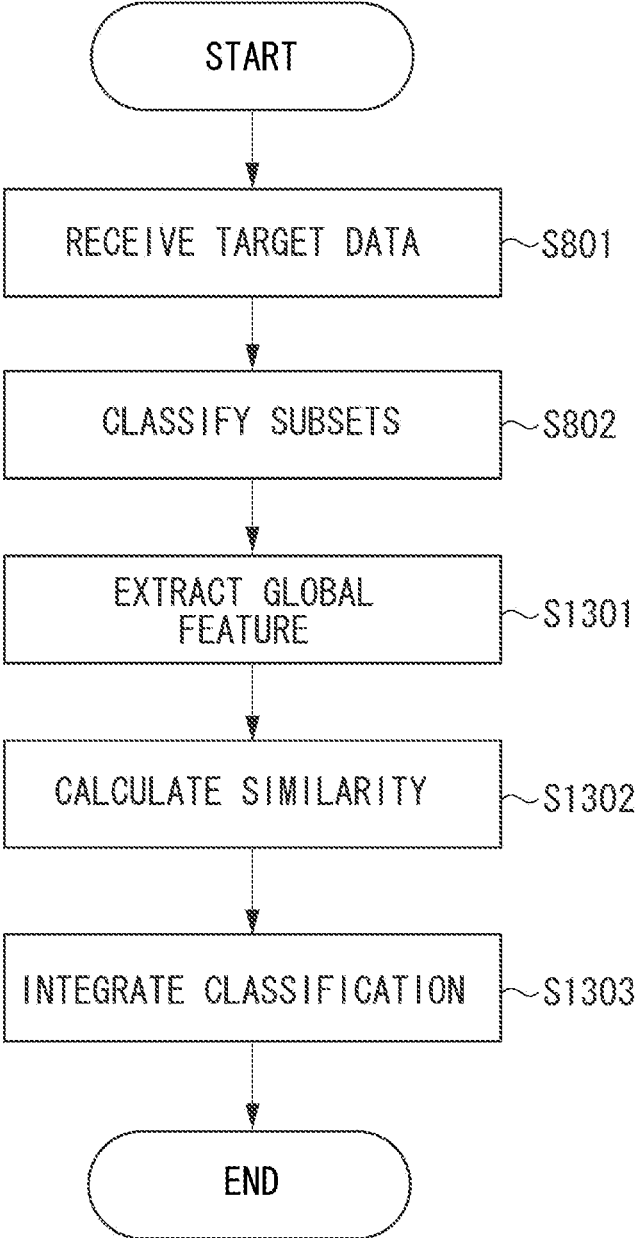 START
RECEIVE TARGET DATA
S801
CLASSIFY SUBSETS
S802
EXTRACT GLOBAL
FEATURE
S1301
CALCULATE SIMILARITY
S1302
INTEGRATE CLASSIFICATION
S1303
END